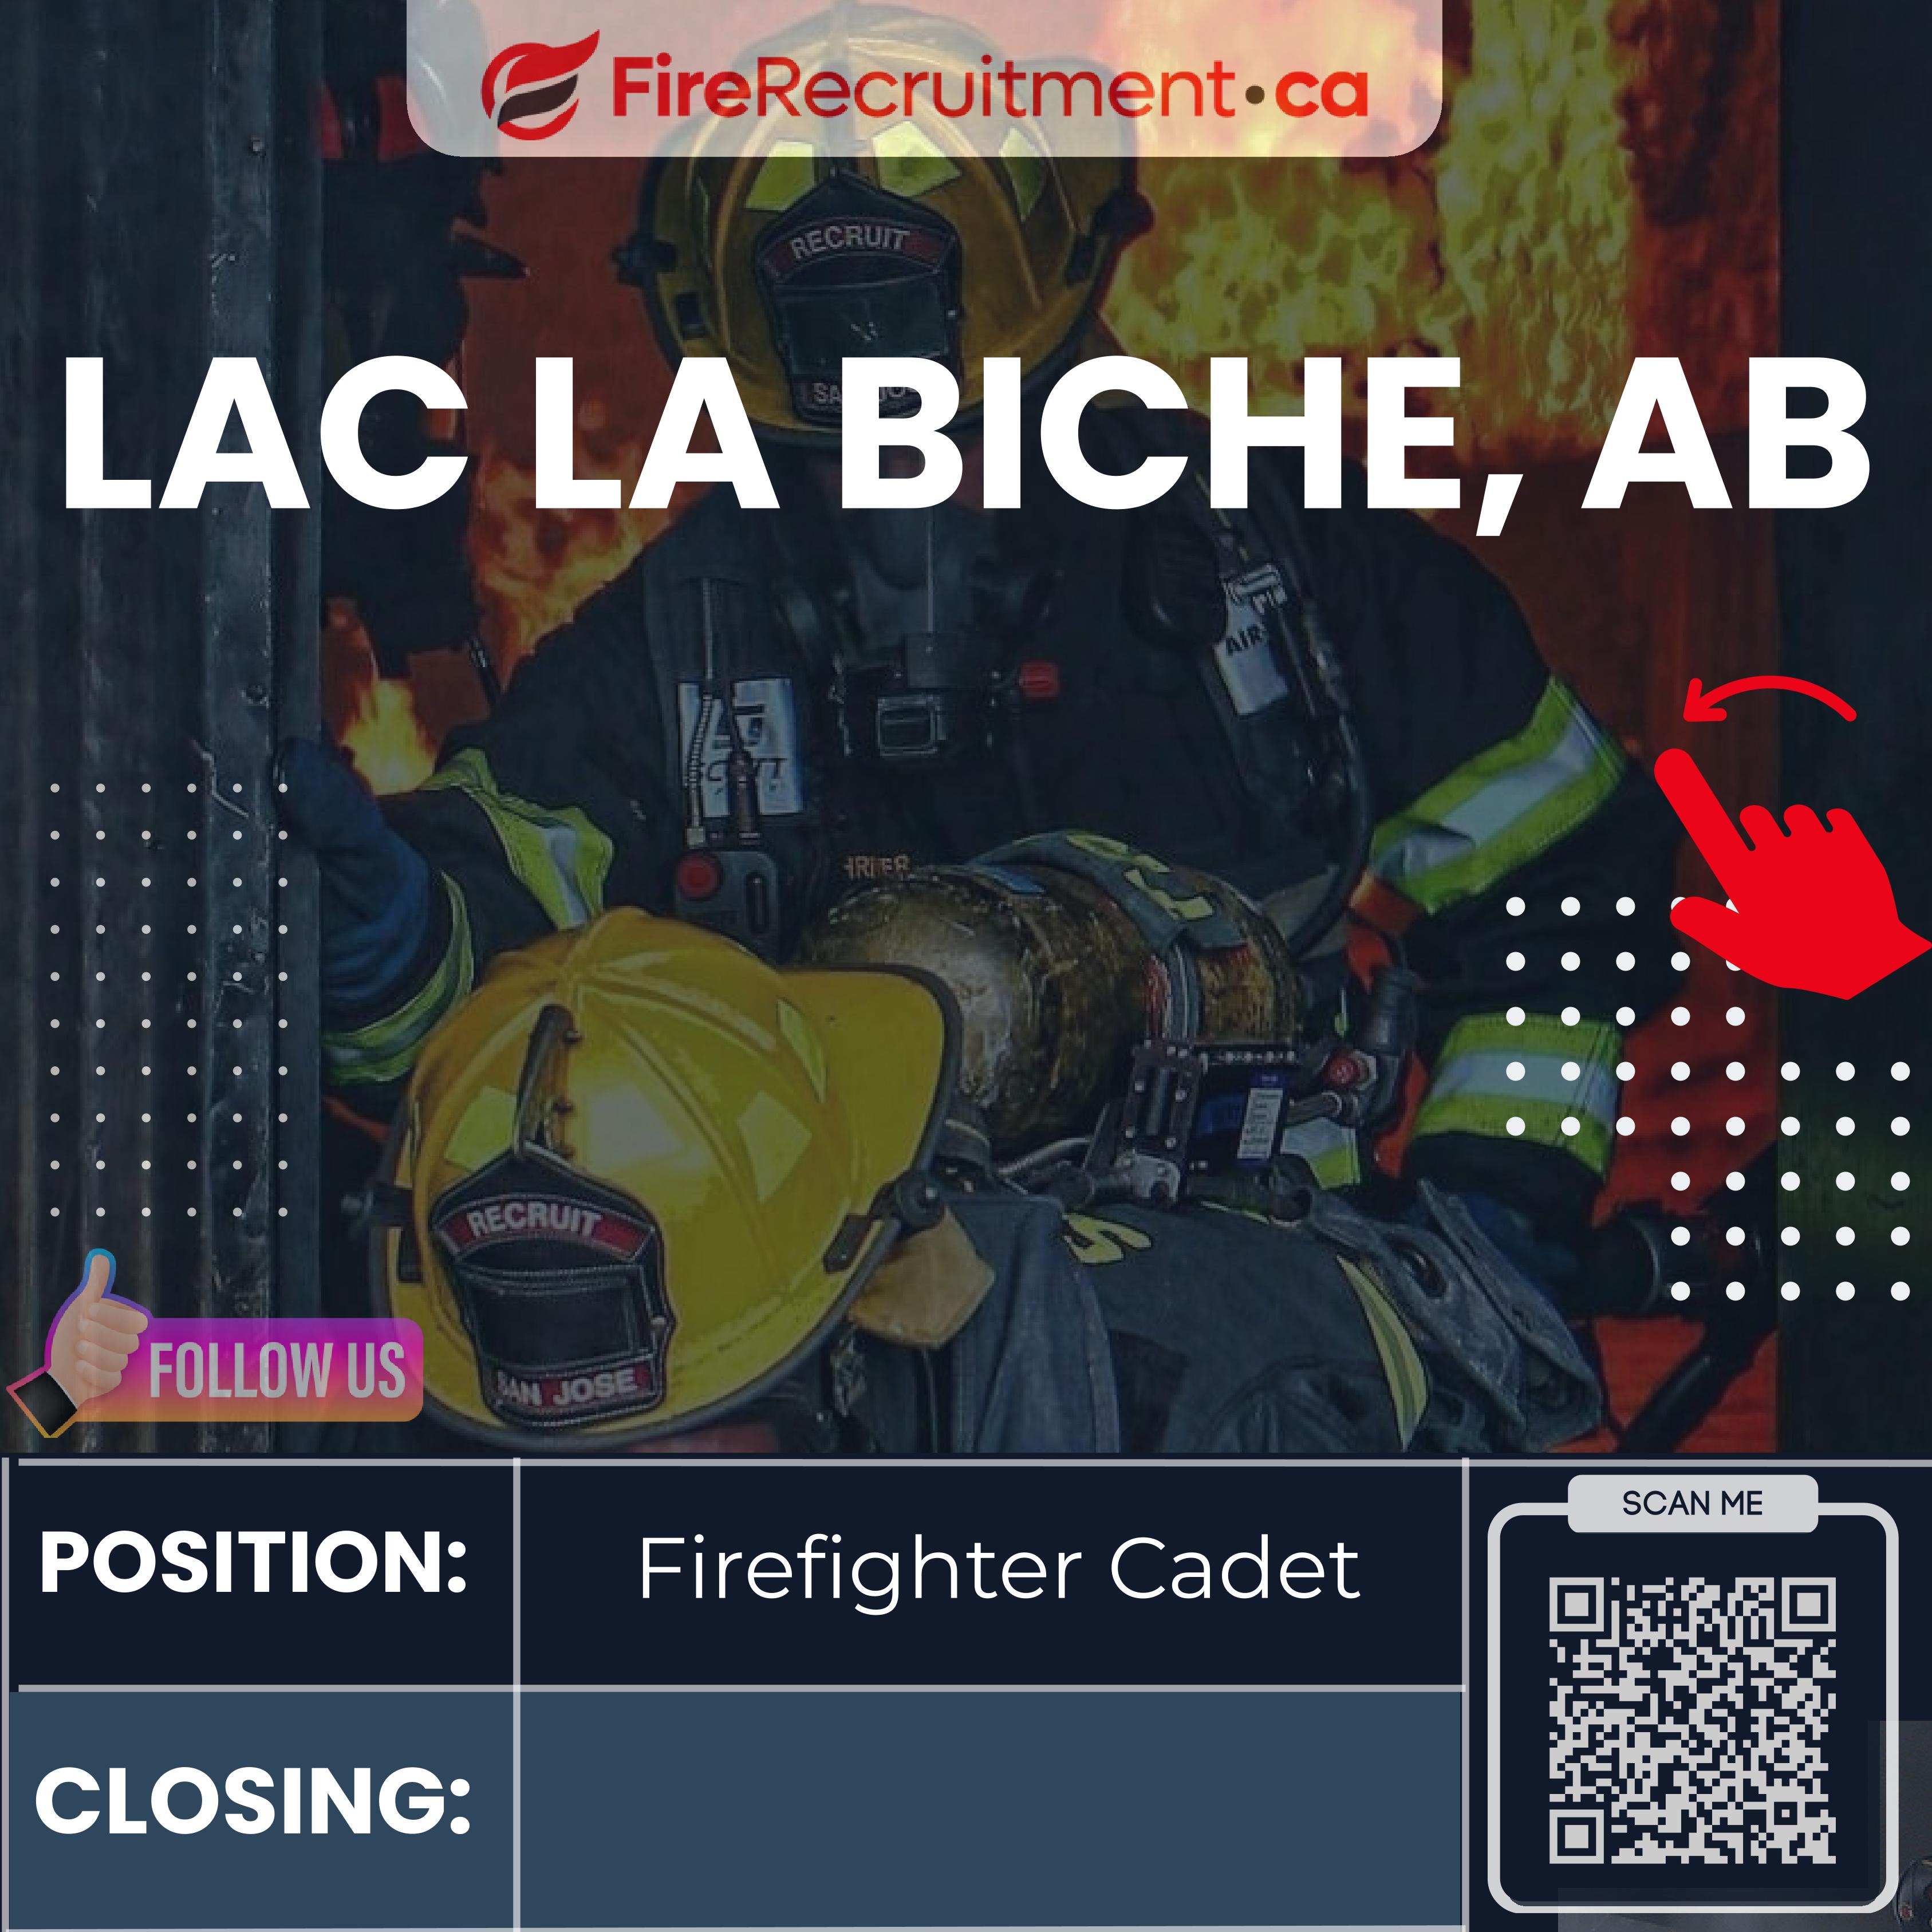 FireRecruitment.ca
RECRUIT
LAC LA BICHE, AB
AIR
RECRUIT
SAN JOSE
FOLLOW US
POSITION:
Firefighter Cadet
SCAN ME
CLOSING: